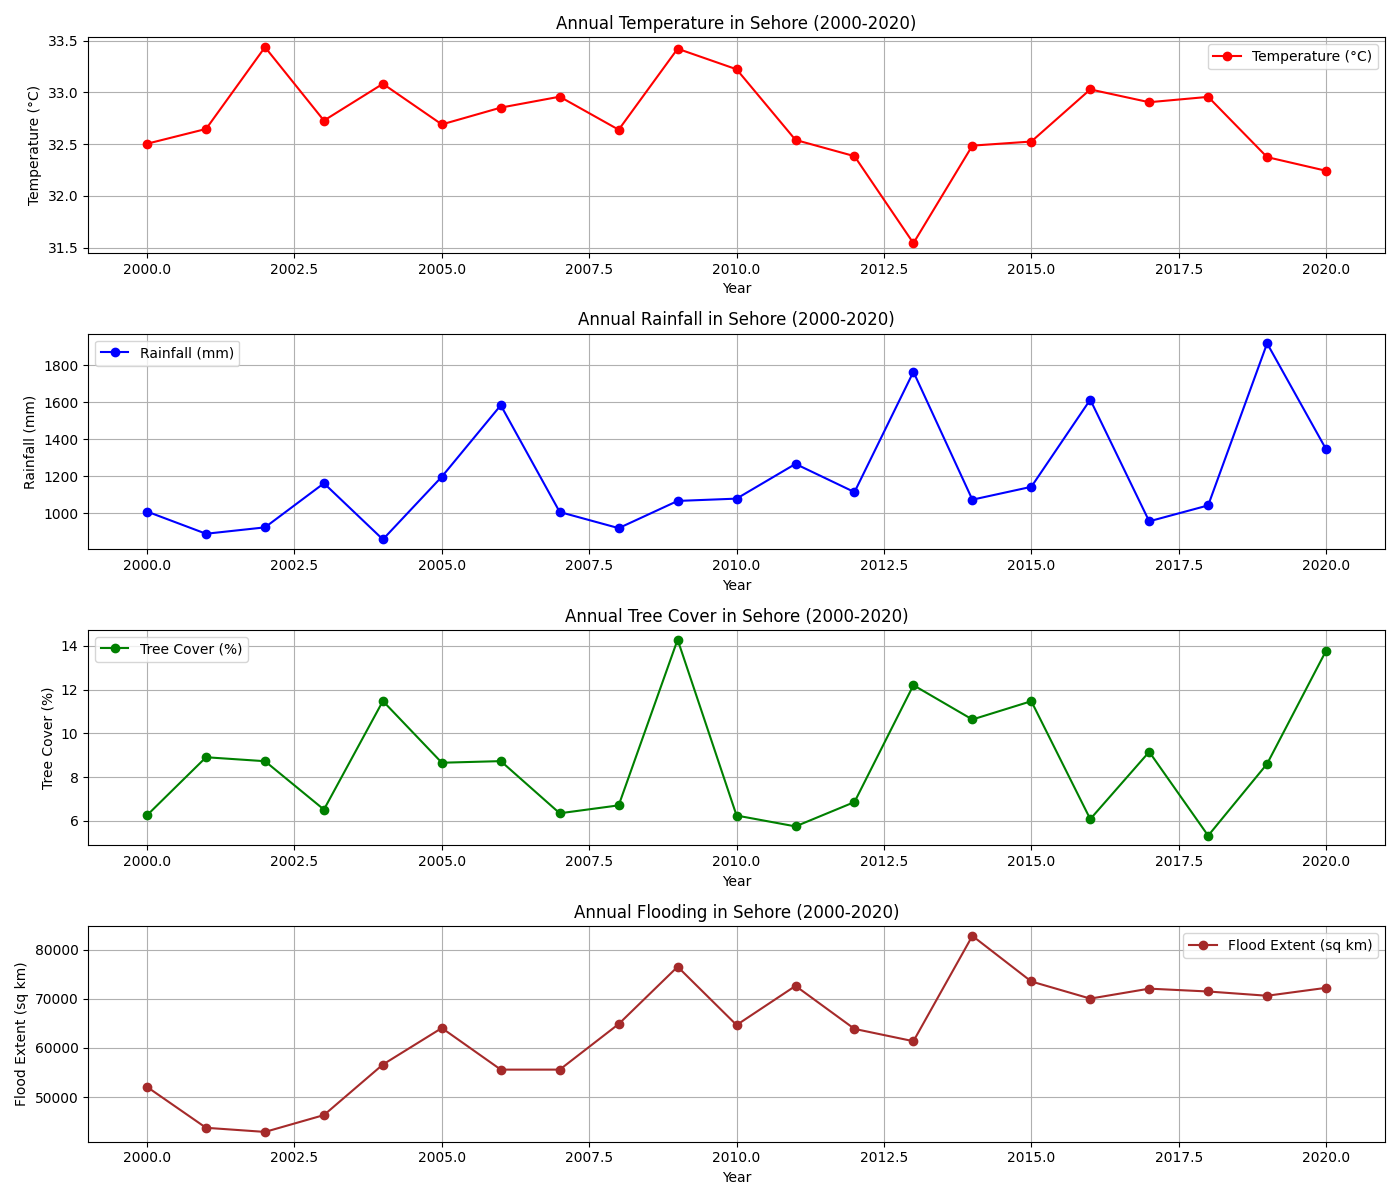 Annual Temperature in Sehore (2000-2020)
33.5
33.0
32.5
32.0
31.5
Temperature (°C)
Temperature (°C)
2000.0 2002.5 2005.0 2007.5 2010.0 2012.5 2015.0 2017.5 2020.0
Year
Annual Rainfall in Sehore (2000-2020)
1800
1600
1400
1200
1000
Rainfall (mm)
Rainfall (mm)
2000.0 2002.5 2005.0 2007.5 2010.0 2012.5 2015.0 2017.5 2020.0
Year
Annual Tree Cover in Sehore (2000-2020)
14
12
10
8
6
Tree Cover (%)
Tree Cover (%)
2000.0 2002.5 2005.0 2007.5 2010.0 2012.5 2015.0 2017.5 2020.0
Year
Annual Flooding in Sehore (2000-2020)
80000
70000
60000
50000
Flood Extent (sq km)
Flood Extent (sq km)
2000.0 2002.5 2005.0 2007.5 2010.0 2012.5 2015.0 2017.5 2020.0
Year